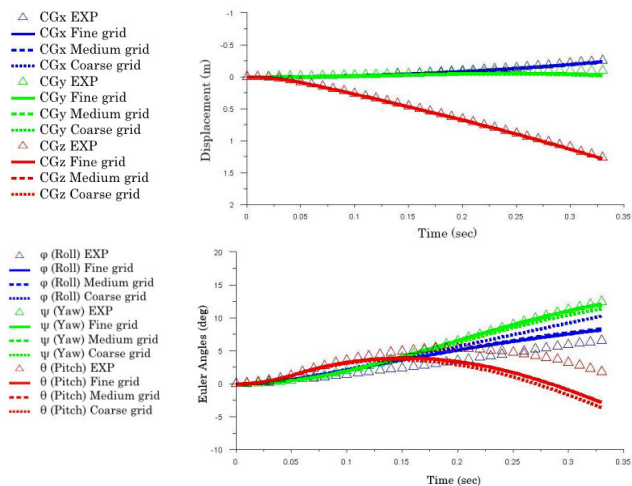 CGx EXP
CGx Fine grid
CGx Medium grid
CGx Coarse grid
CGy EXP
CGy Fine grid
CGy Medium grid
CGy Coarse grid
CGz EXP
CGz Fine grid
CGz Medium grid
CGz Coarse grid
Displacement (m)
-1
-0.5
0
0.5
1
1.5
2
0 0.05 0.1 0.15 0.2 0.25 0.3 0.35
Time (sec)
φ (Roll) EXP
φ (Roll) Fine grid
φ (Roll) Medium grid
φ (Roll) Coarse grid
ψ (Yaw) EXP
ψ (Yaw) Fine grid
ψ (Yaw) Medium grid
ψ (Yaw) Coarse grid
θ (Pitch) EXP
θ (Pitch) Fine grid
θ (Pitch) Medium grid
θ (Pitch) Coarse grid
Euler Angles (deg)
20
15
10
5
0
-5
-10
0 0.05 0.1 0.15 0.2 0.25 0.3 0.35
Time (sec)